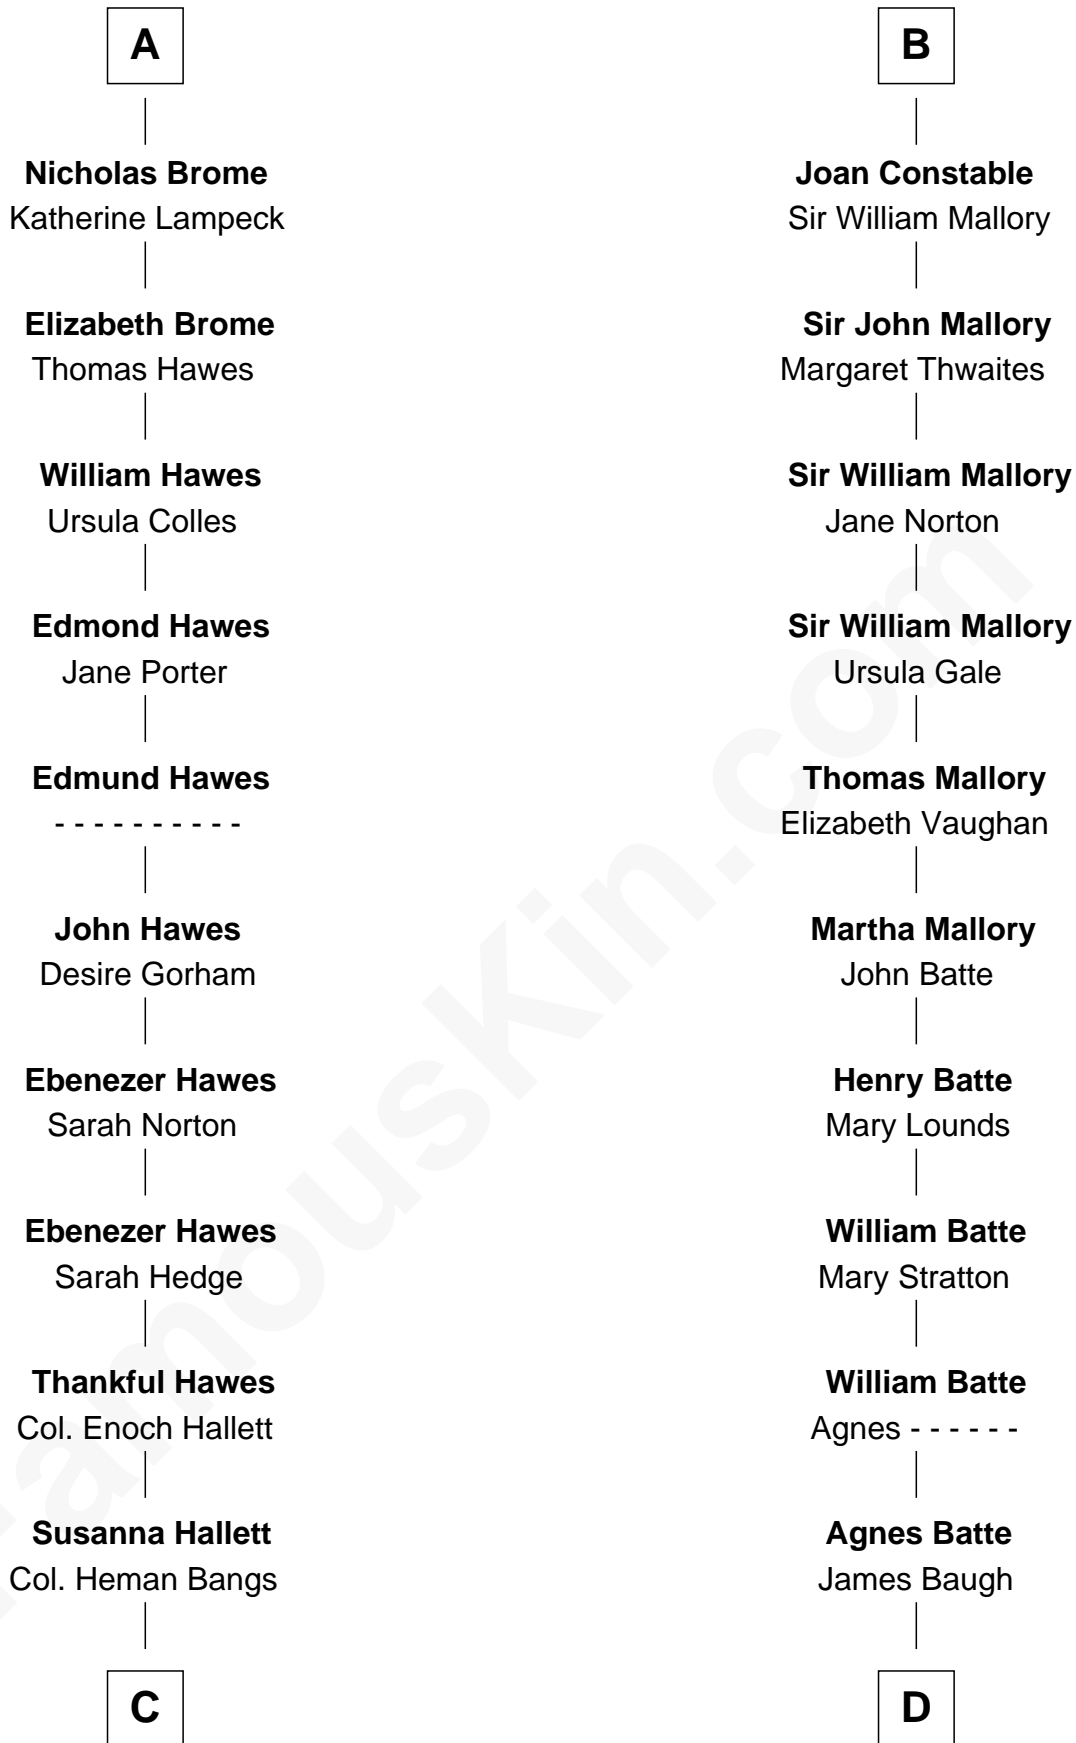 A
Nicholas Brome
Katherine Lampeck
Elizabeth Brome
Thomas Hawes
William Hawes
Ursula Colles
Edmond Hawes
Jane Porter
Edmund Hawes
- - - - - - - - - -
John Hawes
Desire Gorham
Ebenezer Hawes
Sarah Norton
Ebenezer Hawes
Sarah Hedge
Thankful Hawes
Col. Enoch Hallett
Susanna Hallett
Col. Heman Bangs
C
B
Joan Constable
Sir William Mallory
Sir John Mallory
Margaret Thwaites
Sir William Mallory
Jane Norton
Sir William Mallory
Ursula Gale
Thomas Mallory
Elizabeth Vaughan
Martha Mallory
John Batte
Henry Batte
Mary Lounds
William Batte
Mary Stratton
William Batte
Agnes - - - - - -
Agnes Batte
James Baugh
D
FamousKin.com